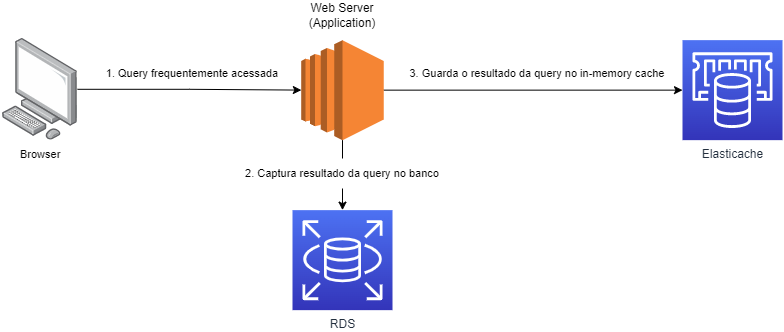 Web Server
(Application)
1. Query frequentemente acessada
3. Guarda o resultado da query no in-memory cache
Browser
Elasticache
2. Captura resultado da query no banco
RDS